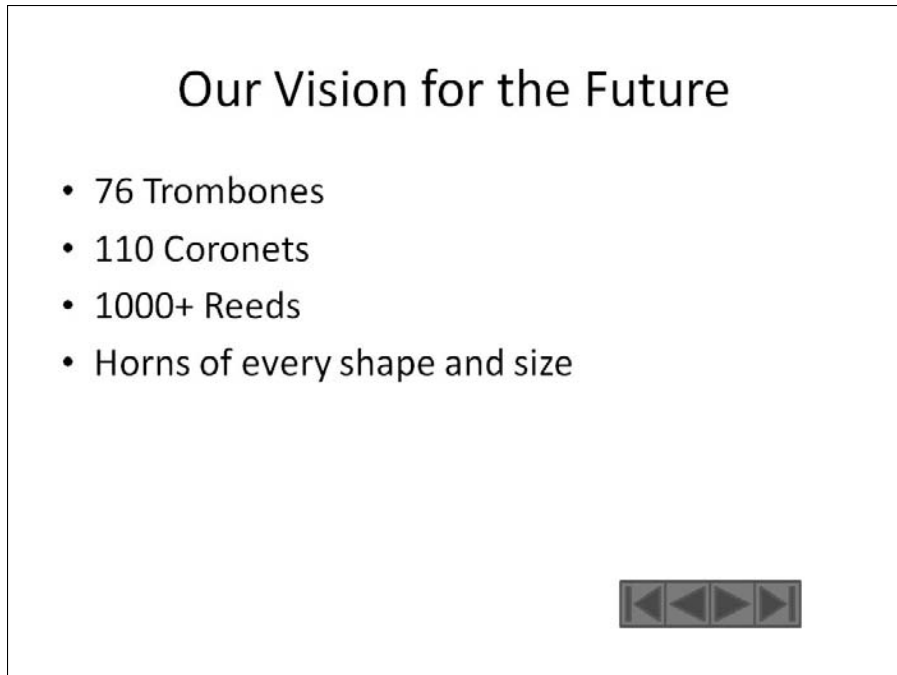 Our Vision for the Future
• 76 Trombones
• 110 Coronets
• 1000+ Reeds
• Horns of every shape and size